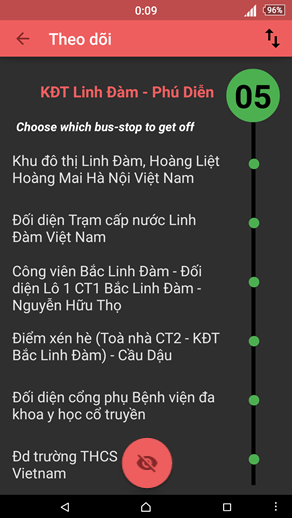 0:09
96%
Theo dõi
KĐT Linh Đàm - Phú Diễn
05
Choose which bus-stop to get off
Khu đô thị Linh Đàm, Hoàng Liệt
Hoàng Mai Hà Nội Việt Nam
Đối diện Trạm cấp nước Linh
Đàm Việt Nam
Công viên Bắc Linh Đàm - Đối
diện Lô 1 CT1 Bắc Linh Đàm -
Nguyễn Hữu Thọ
Điểm xén hè (Toà nhà CT2 - KĐT
Bắc Linh Đàm) - Cầu Dậu
Đối diện cổng phụ Bệnh viện đa
khoa y học cổ truyền
Đd trường THCS
Vietnam